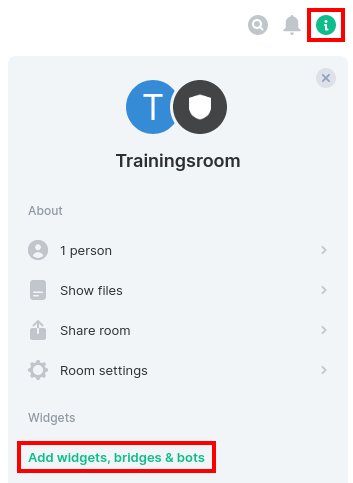 T
Trainingsroom
About
1 person
Show files
Share room
Room settings
Widgets
Add widgets, bridges & bots